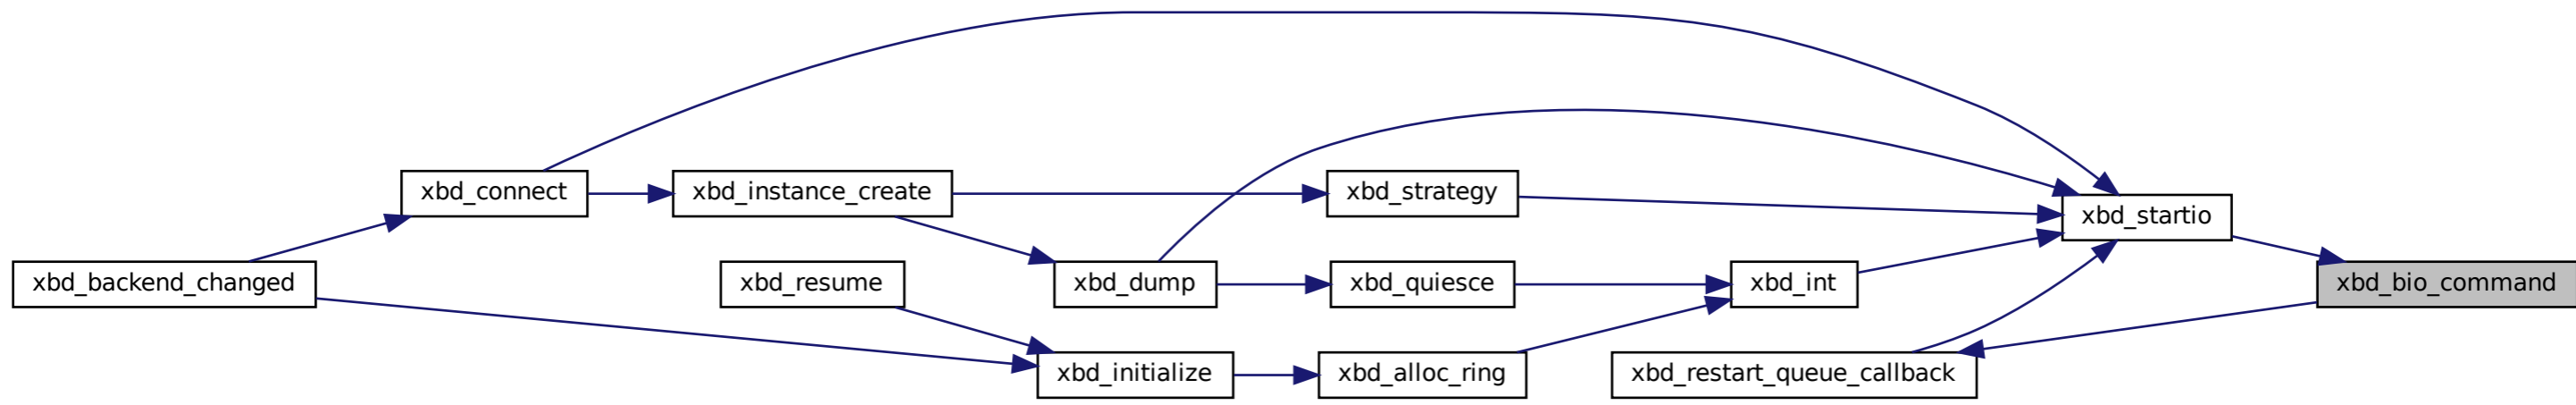 xbd_connect
xbd_instance_create
xbd_strategy
xbd_startio
xbd_backend_changed
xbd_resume
xbd_dump
xbd_quiesce
xbd_int
xbd_bio_command
xbd_initialize
xbd_alloc_ring
xbd_restart_queue_callback